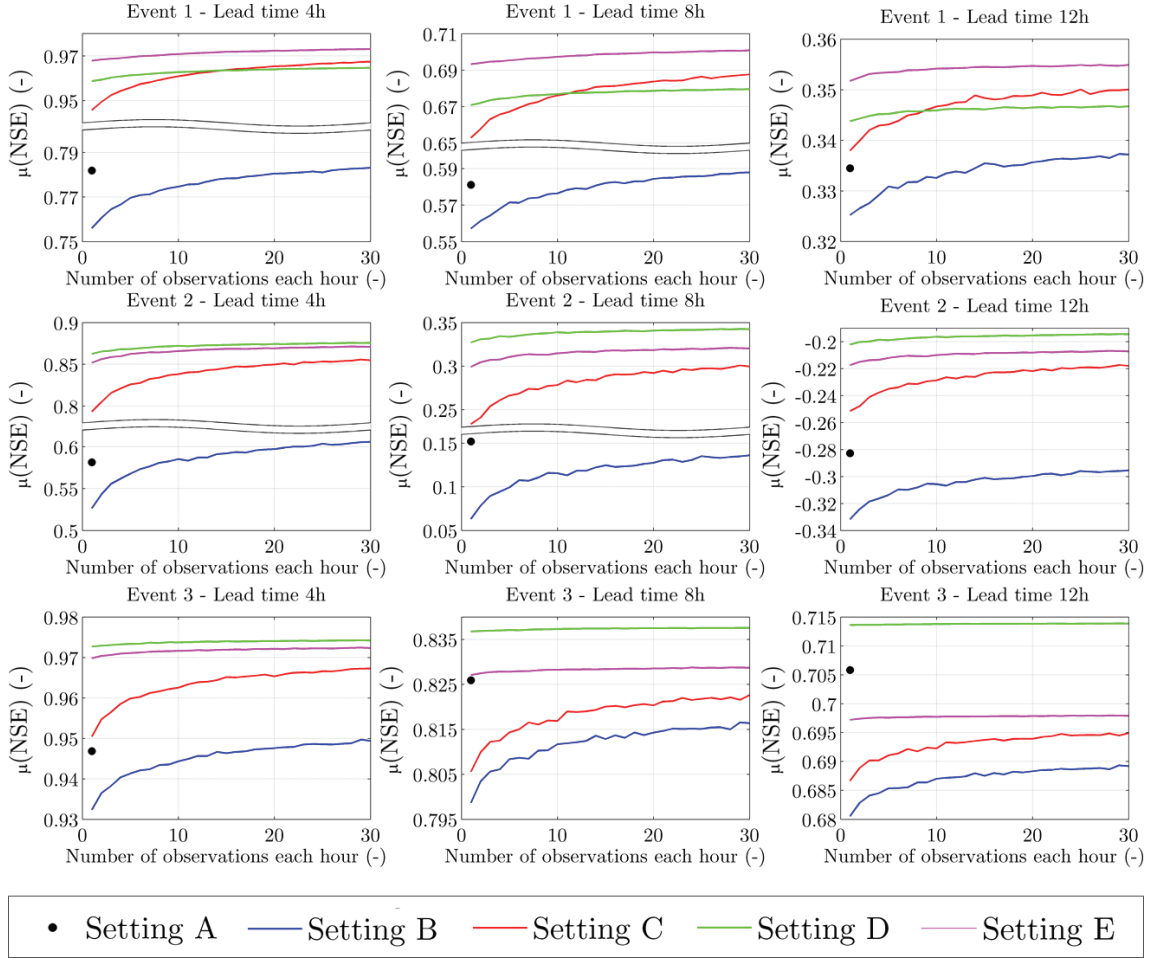 Event 1 - Lead time 4h
μ(NSE) (-)
0.97
0.95
0.79
0.77
0.75
0
10
20
30
Number of observations each hour (-)
Event 1 - Lead time 8h
μ(NSE) (-)
0.71
0.69
0.67
0.65
0.59
0.57
0.55
0
10
20
30
Number of observations each hour (-)
Event 1 - Lead time 12h
μ(NSE) (-)
0.36
0.35
0.34
0.33
0.32
0
10
20
30
Number of observations each hour (-)
Event 2 - Lead time 4h
μ(NSE) (-)
0.9
0.85
0.8
0.6
0.55
0.5
0
10
20
30
Number of observations each hour (-)
Event 2 - Lead time 8h
μ(NSE) (-)
0.35
0.3
0.25
0.15
0.1
0.05
0
10
20
30
Number of observations each hour (-)
Event 2 - Lead time 12h
μ(NSE) (-)
-0.2
-0.22
-0.24
-0.26
-0.28
-0.3
-0.34
0
10
20
30
Number of observations each hour (-)
Event 3 - Lead time 4h
μ(NSE) (-)
0.98
0.97
0.96
0.95
0.94
0.93
0
10
20
30
Number of observations each hour (-)
Event 3 - Lead time 8h
μ(NSE) (-)
0.835
0.825
0.815
0.805
0.795
0
10
20
30
Number of observations each hour (-)
Event 3 - Lead time 12h
μ(NSE) (-)
0.715
0.71
0.705
0.7
0.695
0.69
0.685
0.68
0
10
20
30
Number of observations each hour (-)
Setting A
Setting B
Setting C
Setting D
Setting E